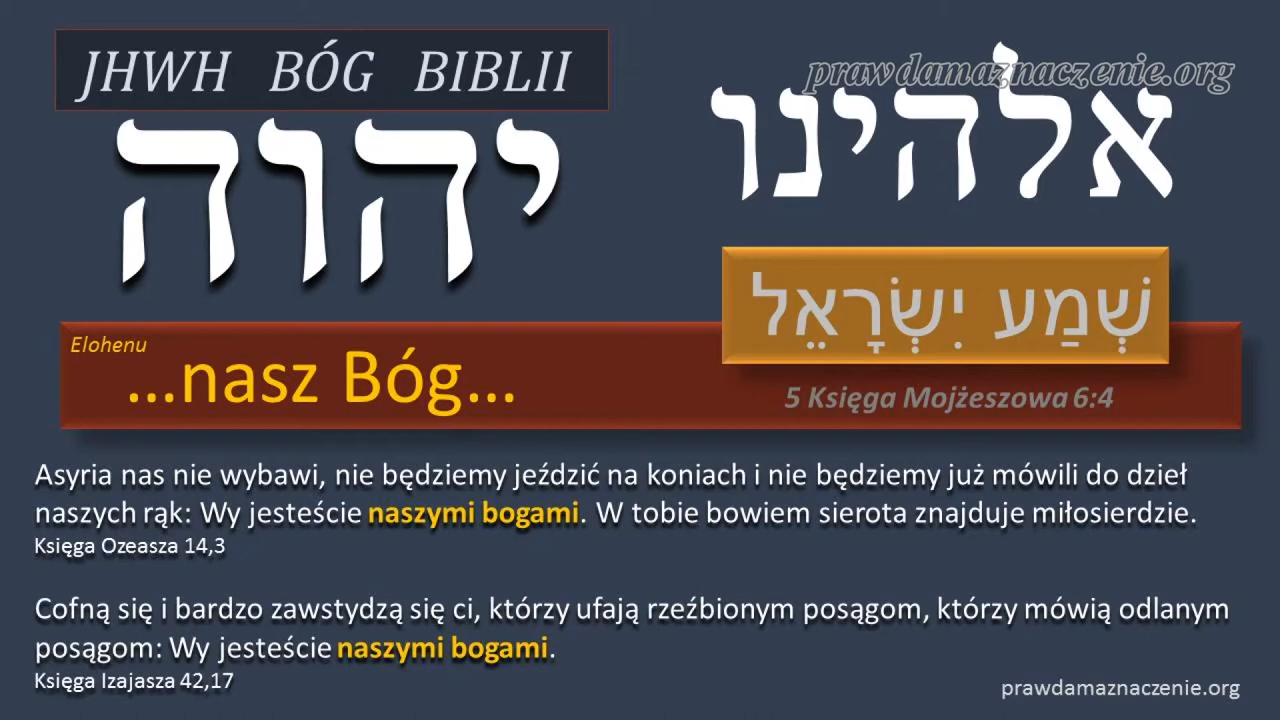 JHWH BÓG BIBLII
prawdamaznaczenie.org
יהוה
אלהינו
שְׁמַע יִשְׂרָאֵל
Elohenu
...nasz Bóg...
5 Księga Mojżeszowa 6:4
Asyria nas nie wybawi, nie będziemy jeździć na koniach i nie będziemy już mówili do dzieł
naszych rąk: Wy jesteście naszymi bogami. W tobie bowiem sierota znajduje miłosierdzie.
Księga Ozeasza 14,3
Cofną się i bardzo zawstydzą się ci, którzy ufają rzeźbionym posągom, którzy mówią odlanym
posągom: Wy jesteście naszymi bogami.
Księga Izajasza 42,17
prawdamaznaczenie.org